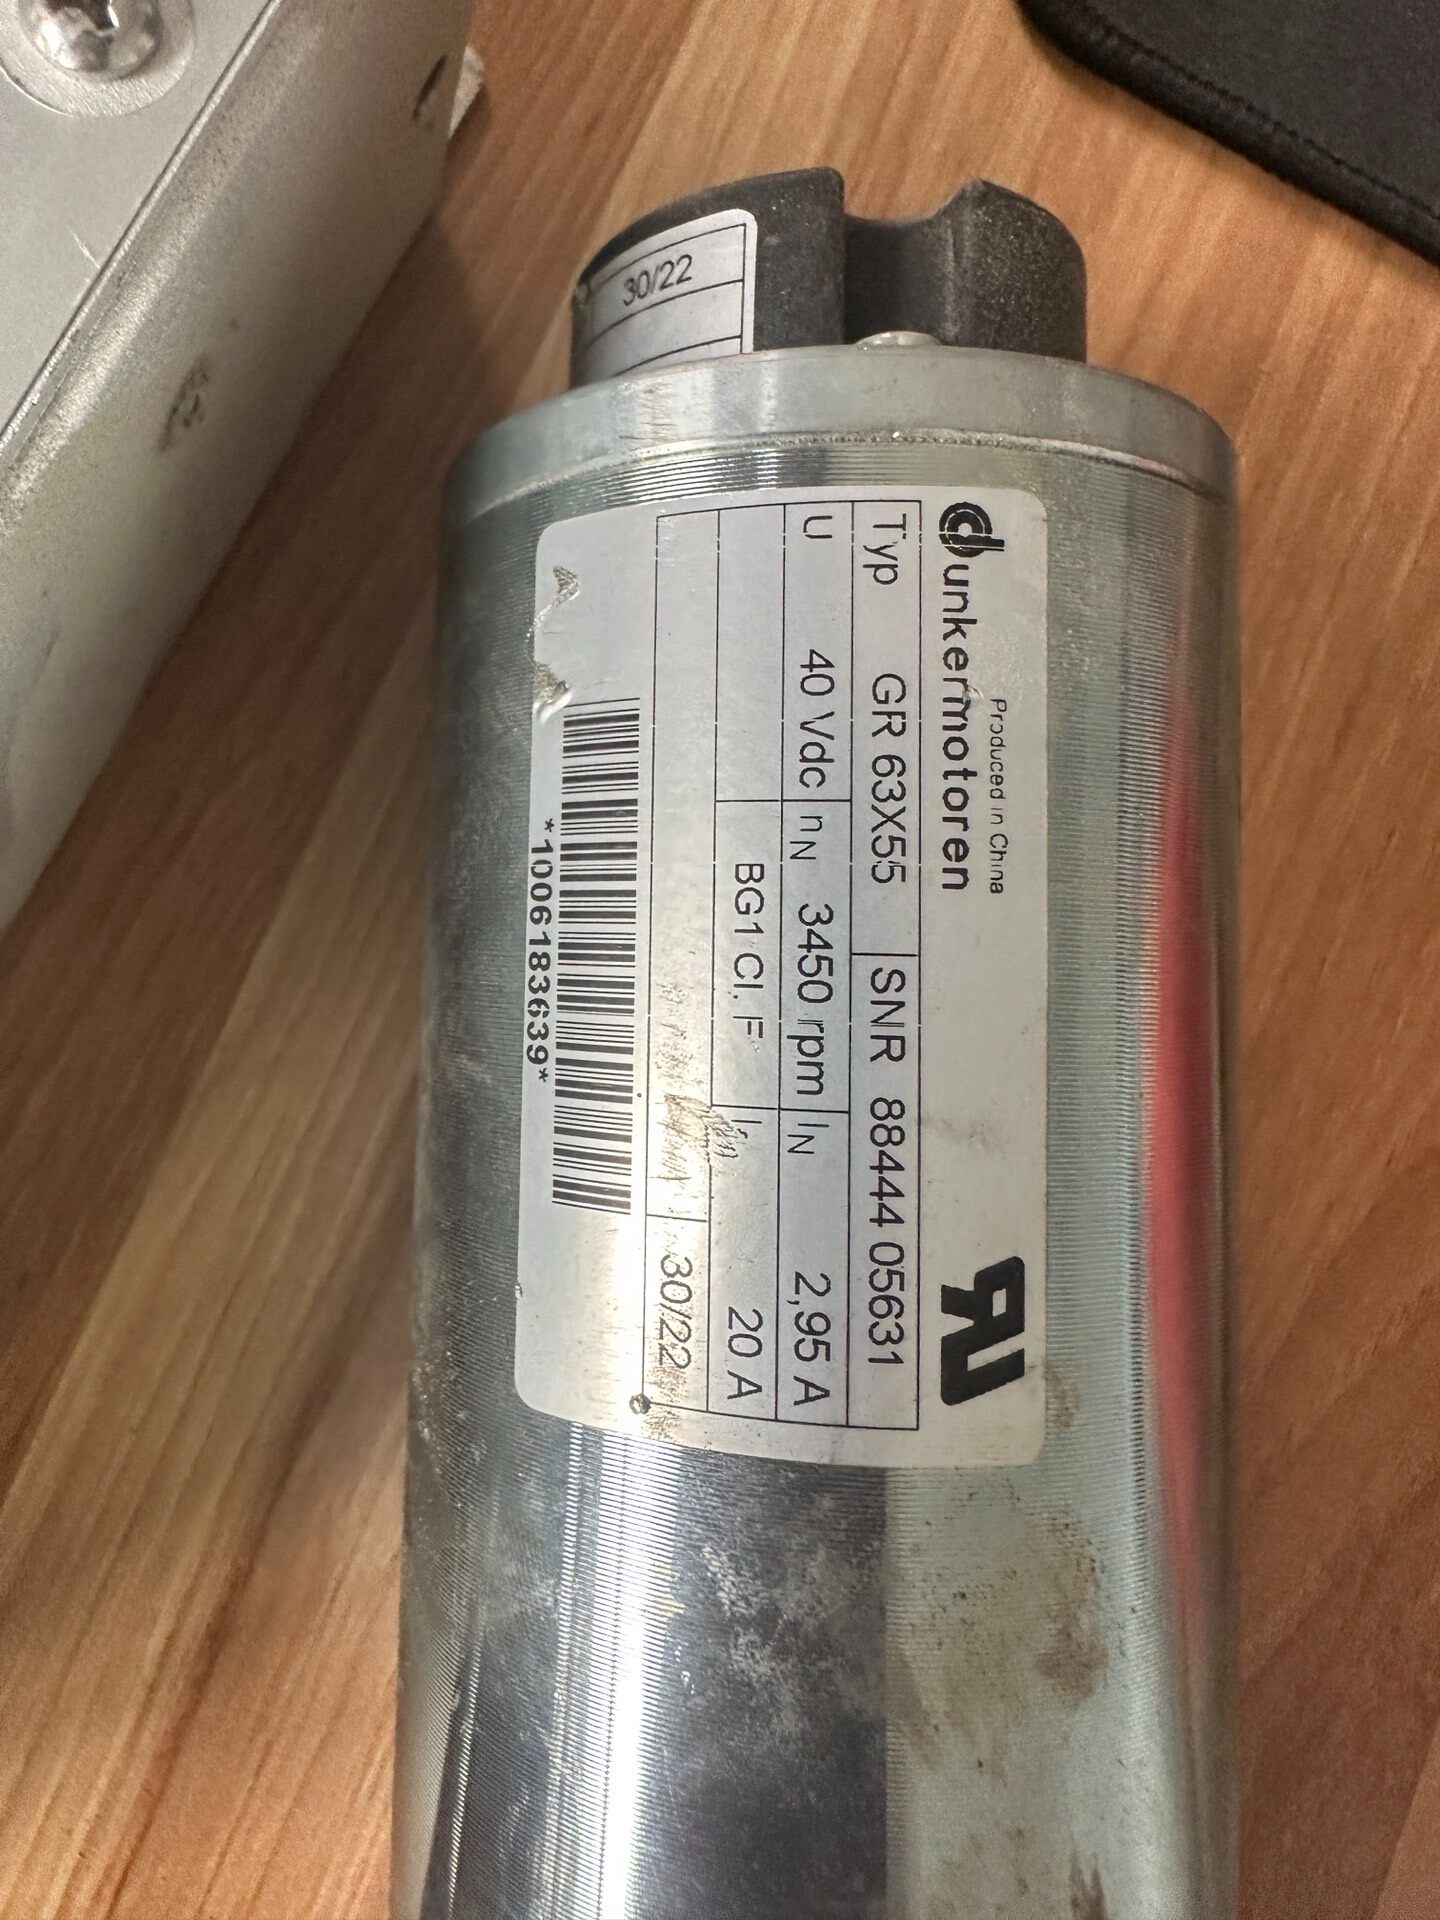 30/22
Produced in China
dunkermotoren
Typ GR 63X55 SNR 88444 05631
U 40 Vdc nN 3450 rpm IN 2,95 A
BG1 Cl. F 20 A
30/22
*1006183639*